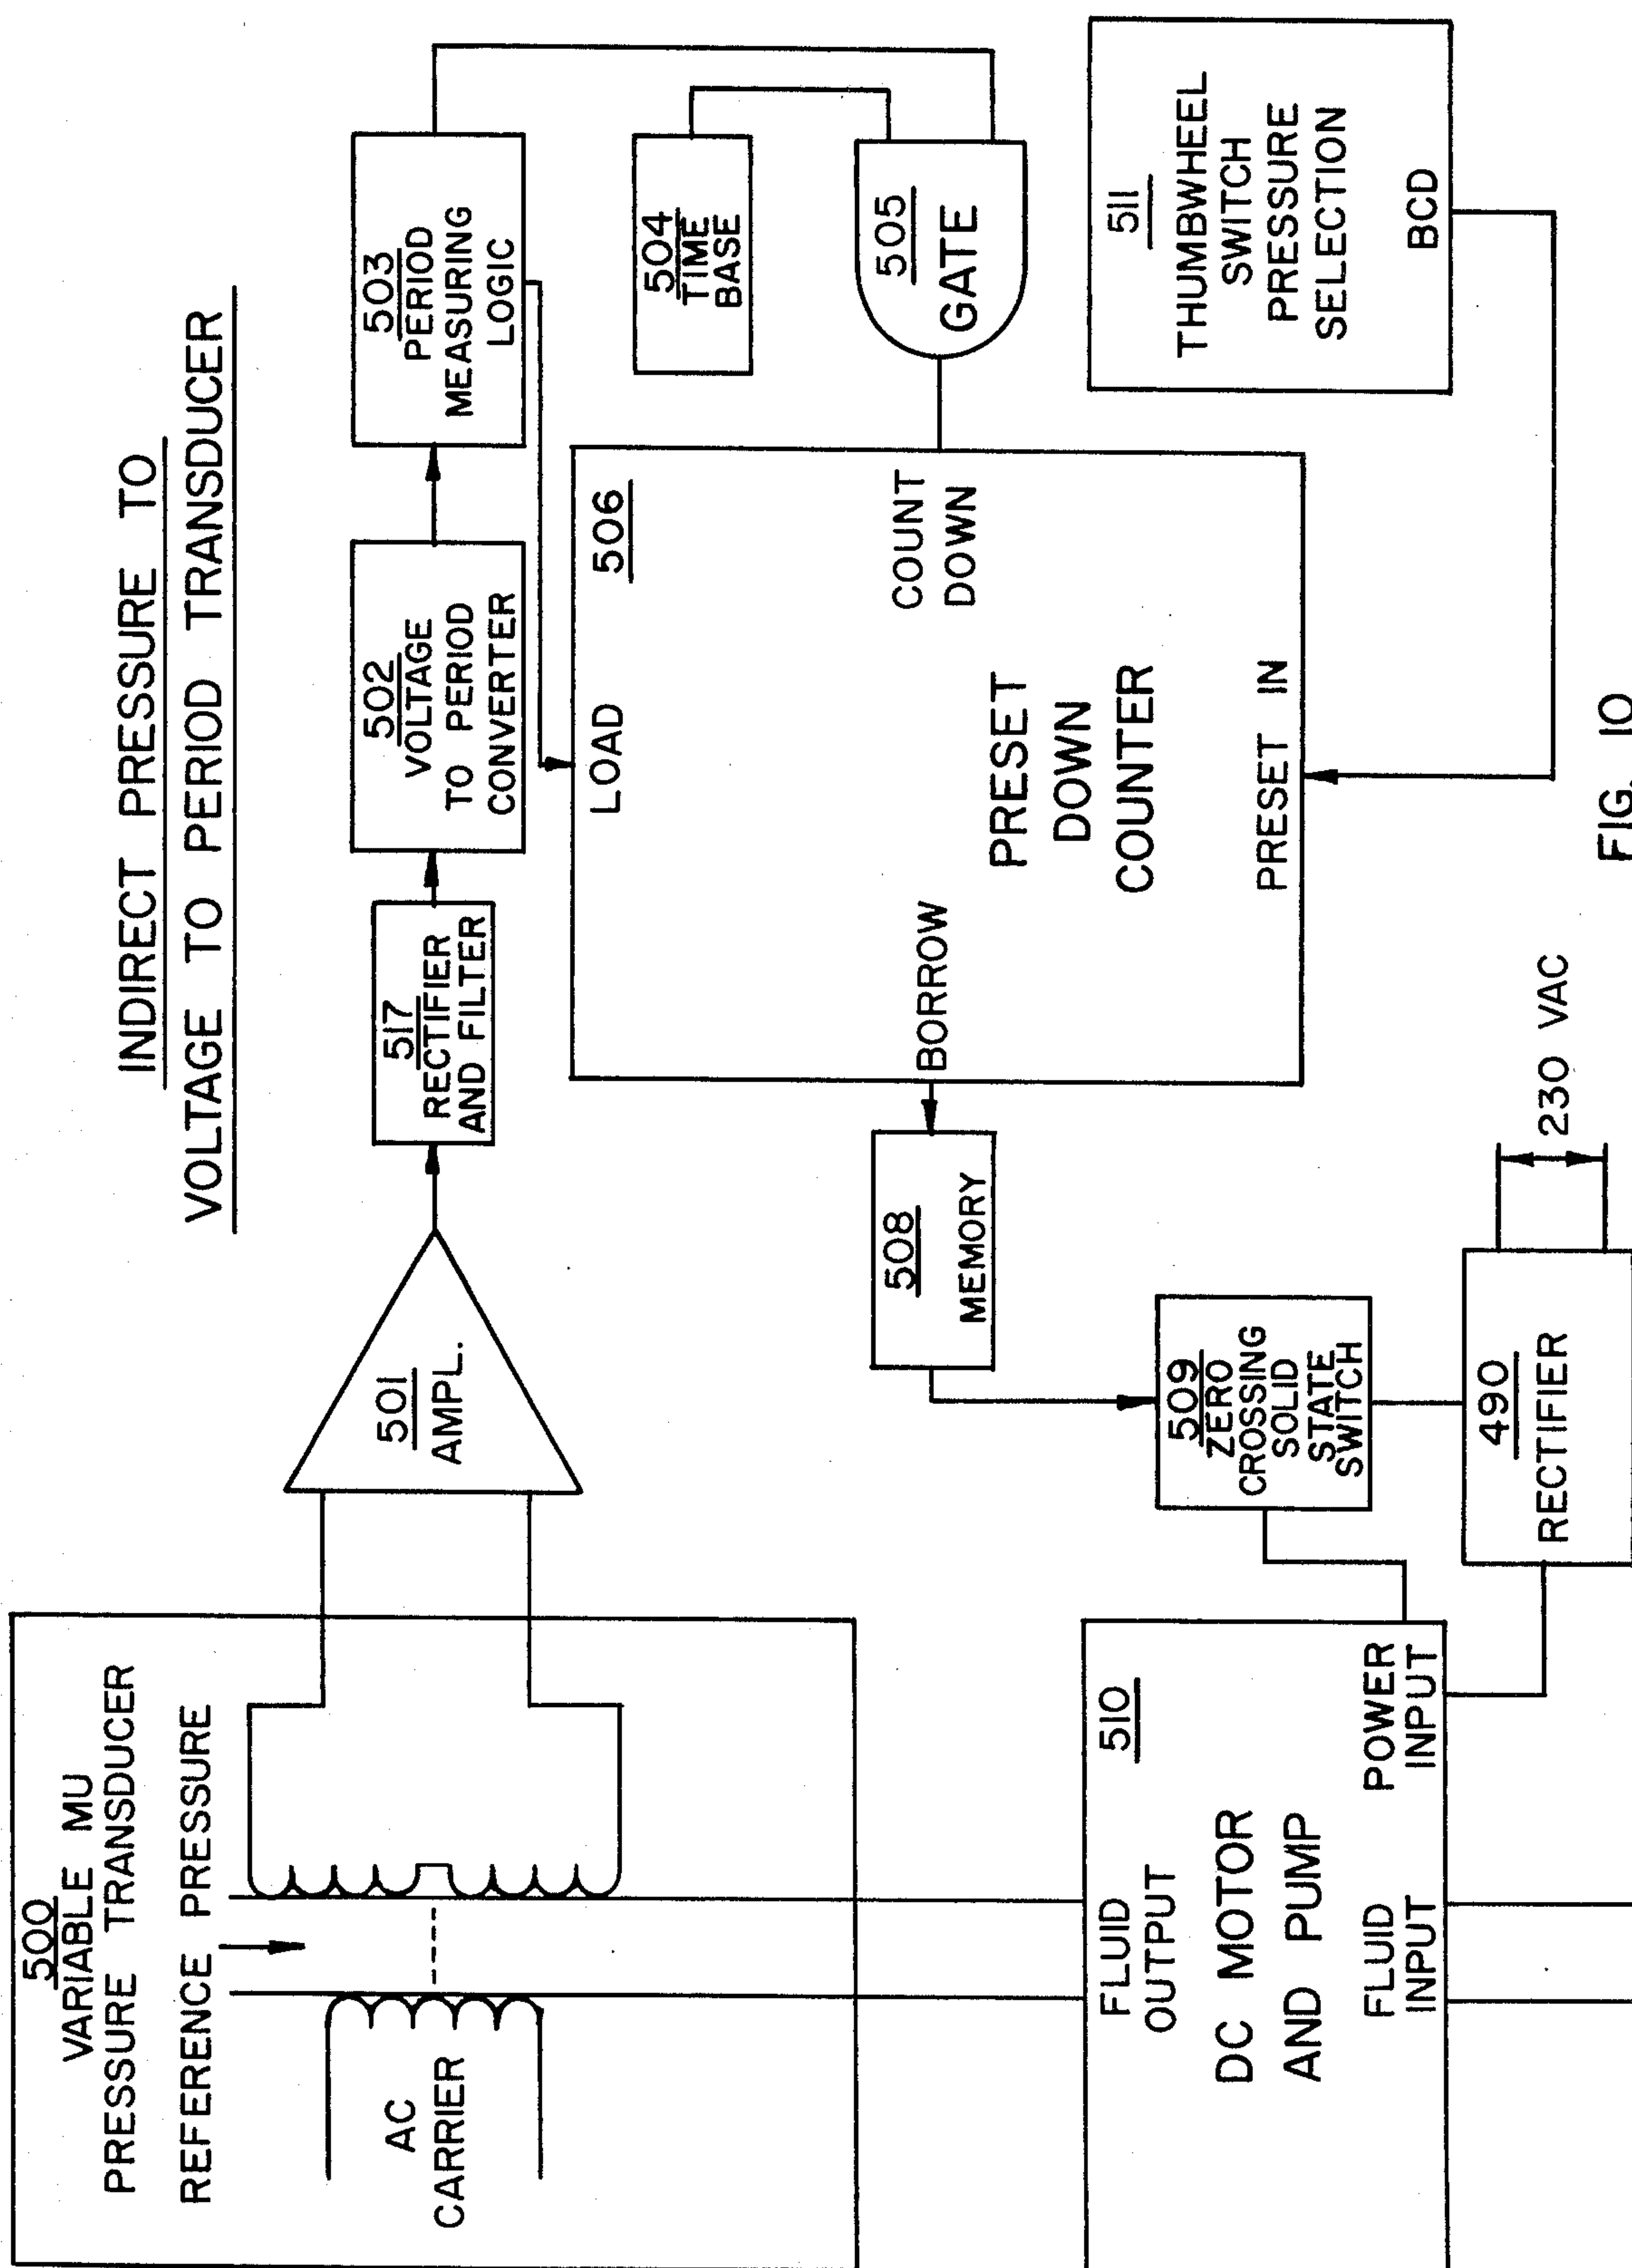 INDIRECT PRESSURE TO
VOLTAGE TO PERIOD TRANSDUCER
500
VARIABLE MU
PRESSURE TRANSDUCER
REFERENCE PRESSURE
AC
CARRIER
501
AMPL.
517
RECTIFIER
AND FILTER
502
VOLTAGE
TO PERIOD
CONVERTER
503
PERIOD
MEASURING
LOGIC
504
TIME
BASE
505
GATE
506
LOAD
COUNT
DOWN
BORROW
PRESET
DOWN
COUNTER
PRESET IN
508
MEMORY
509
ZERO
CROSSING
SOLID
STATE
SWITCH
510
FLUID
OUTPUT
DC MOTOR
AND PUMP
FLUID
INPUT
POWER
INPUT
490
RECTIFIER
230 VAC
511
THUMBWHEEL
SWITCH
PRESSURE
SELECTION
BCD
FIG. 10